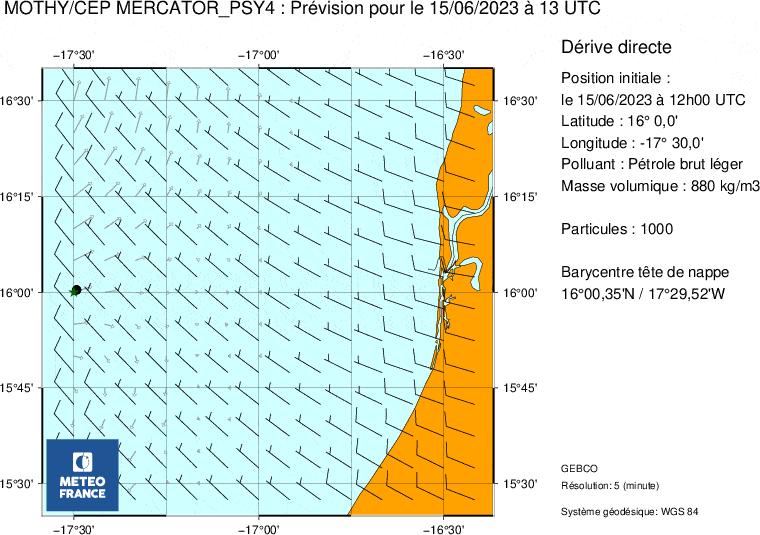 MOTHY/CEP MERCATOR_PSY4 : Prévision pour le 15/06/2023 à 13 UTC
−17°30' −17°00' −16°30'
16°30' 16°30'
16°15' 16°15'
16°00' 16°00'
15°45' 15°45'
15°30' 15°30'
−17°30' −17°00' −16°30'
METEO
FRANCE
Dérive directe
Position initiale :
le 15/06/2023 à 12h00 UTC
Latitude : 16° 0,0'
Longitude : -17° 30,0'
Polluant : Pétrole brut léger
Masse volumique : 880 kg/m3
Particules : 1000
Barycentre tête de nappe
16°00,35'N / 17°29,52'W
GEBCO
Résolution: 5 (minute)
Système géodésique: WGS 84